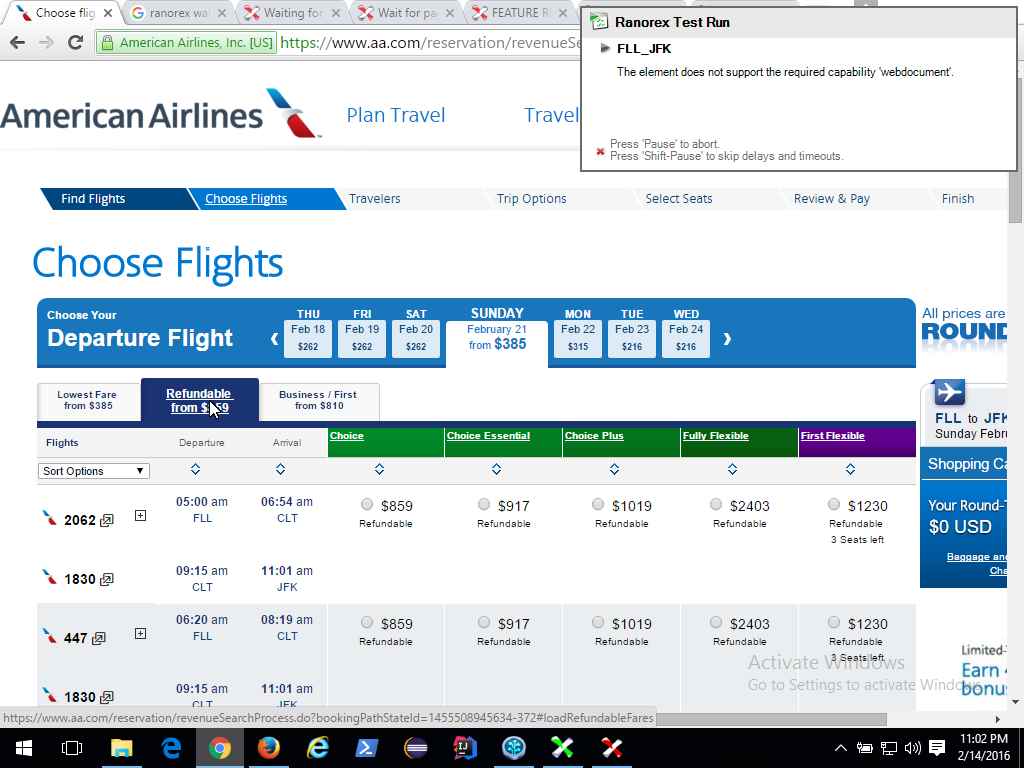 Choose flig
ranorex wai
Waiting for
Wait for pa
FEATURE R
American Airlines, Inc. [US]
https://www.aa.com/reservation/revenueSe
Ranorex Test Run
FLL_JFK
The element does not support the required capability 'webdocument'.
Press 'Pause' to abort.
Press 'Shift-Pause' to skip delays and timeouts.
American Airlines
Plan Travel
Travel
Find Flights
Choose Flights
Travelers
Trip Options
Select Seats
Review & Pay
Finish
Choose Flights
Choose Your
Departure Flight
THU
Feb 18
$262
FRI
Feb 19
$262
SAT
Feb 20
$262
SUNDAY
February 21
from $385
MON
Feb 22
$315
TUE
Feb 23
$216
WED
Feb 24
$216
All prices are
ROUND
Lowest Fare
from $385
Refundable
from $859
Business / First
from $810
FLL to JFK
Sunday Febru
Flights
Departure
Arrival
Choice
Choice Essential
Choice Plus
Fully Flexible
First Flexible
Sort Options
Shopping Ca
Your Round-T
$0 USD
Baggage and
Cha
2062
05:00 am
FLL
06:54 am
CLT
$859
Refundable
$917
Refundable
$1019
Refundable
$2403
Refundable
$1230
Refundable
3 Seats left
1830
09:15 am
CLT
11:01 am
JFK
447
06:20 am
FLL
08:19 am
CLT
$859
Refundable
$917
Refundable
$1019
Refundable
$2403
Refundable
$1230
Refundable
3 Seats left
1830
09:15 am
CLT
11:01 am
JFK
Limited-
Earn
bonu
Activate Windows
Go to Settings to activate Windows.
https://www.aa.com/reservation/revenueSearchProcess.do?bookingPathStateId=1455508945634-372#loadRefundableFares
11:02 PM
2/14/2016